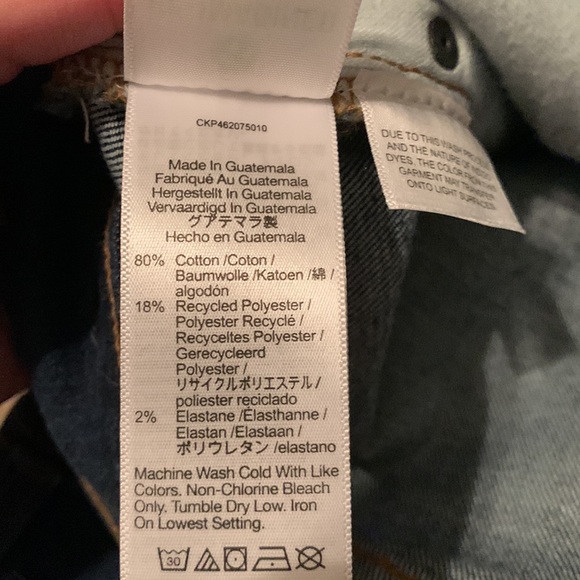 CKP462075010
Made In Guatemala
Fabriqué Au Guatemala
Hergestellt In Guatemala
Vervaardigd In Guatemala
グアテマラ製
Hecho en Guatemala
80% Cotton /Coton /
Baumwolle /Katoen /綿 /
algodón
18% Recycled Polyester /
Polyester Recyclé /
Recyceltes Polyester /
Gerecycleerd
Polyester /
リサイクルポリエステル /
poliester reciclado
2% Elastane /Élasthanne /
Elastan /Elastaan /
ポリウレタン /elastano
Machine Wash Cold With Like
Colors. Non-Chlorine Bleach
Only. Tumble Dry Low. Iron
On Lowest Setting.
30
DUE TO THIS WASH
AND THE NATURE OF
DYES, THE COLOR FROM
GARMENT MAY TRANSFER
ONTO LIGHT SURFACES.